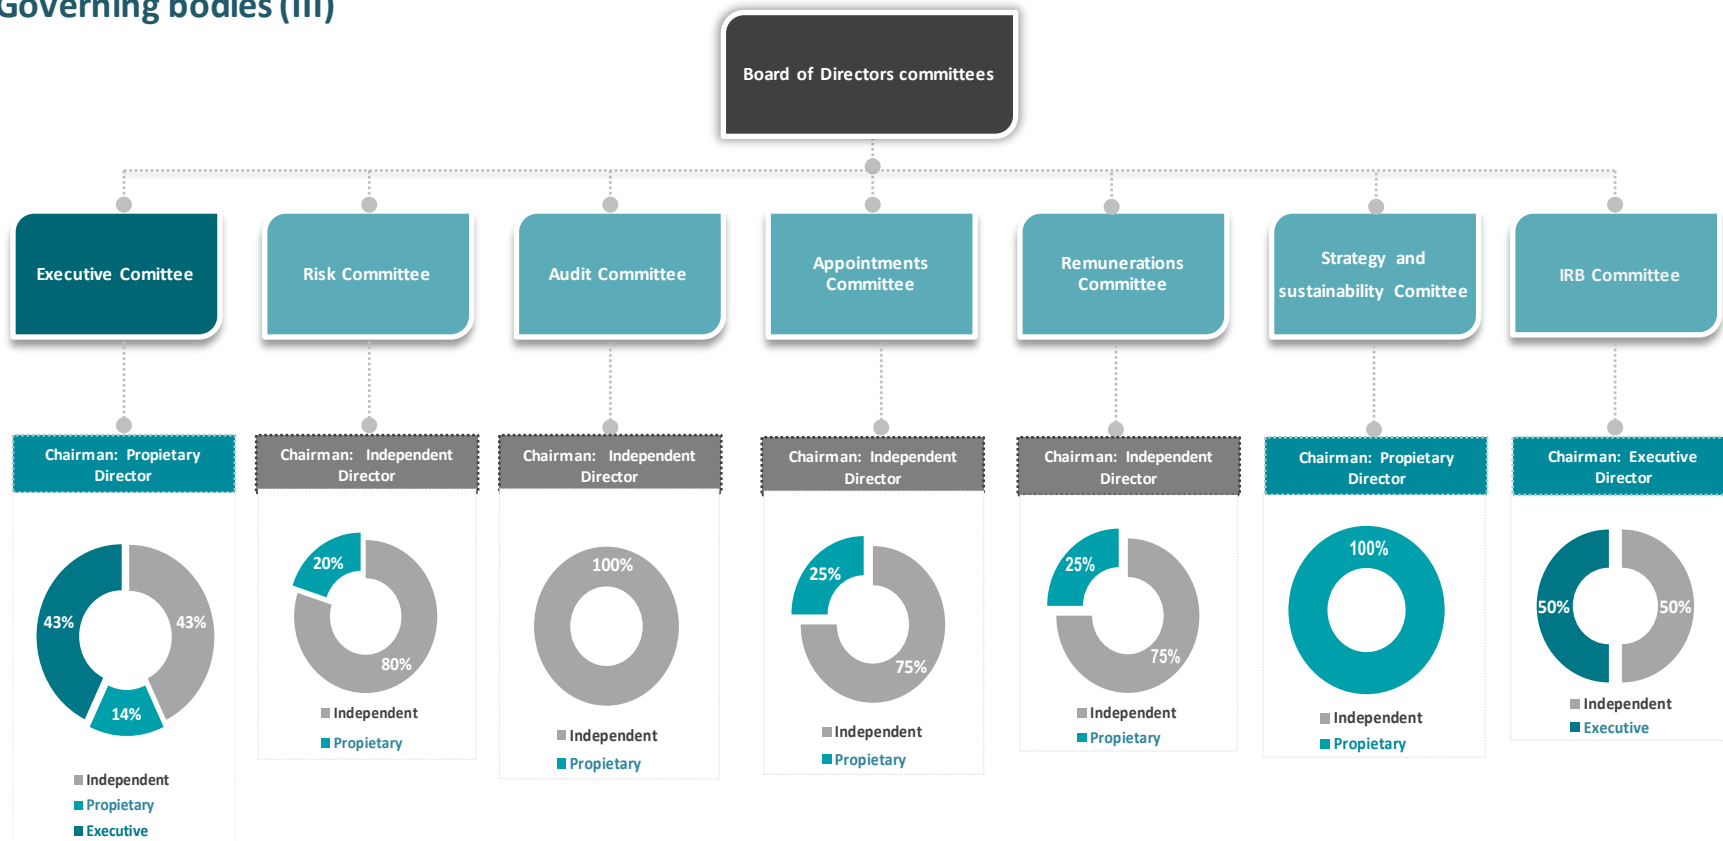 Governing bodies (III)
Board of Directors committees
Executive Comittee
Risk Committee
Audit Committee
Appointments
Committee
Remunerations
Committee
Strategy and
sustainability Comittee
IRB Committee
Chairman: Propietary
Director
Chairman: Independent
Director
Chairman: Independent
Director
Chairman: Independent
Director
Chairman: Independent
Director
Chairman: Propietary
Director
Chairman: Executive
Director
43%
43%
14%
Independent
Propietary
Executive
20%
80%
Independent
Propietary
100%
Independent
Propietary
25%
75%
Independent
Propietary
25%
75%
Independent
Propietary
100%
Independent
Propietary
50%
50%
Independent
Executive